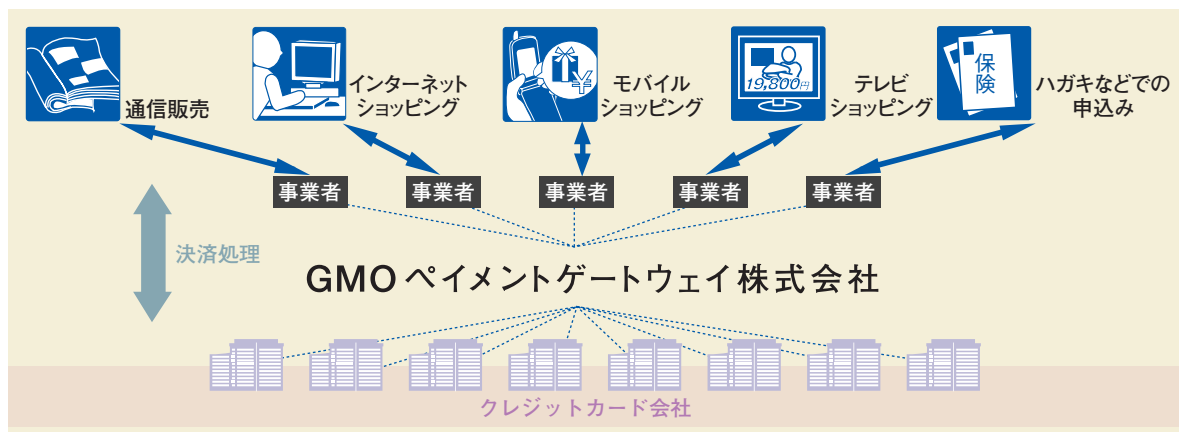 通信販売
インターネット
ショッピング
モバイル
ショッピング
¥
19,800円
テレビ
ショッピング
保険
ハガキなどでの
申込み
事業者
事業者
事業者
事業者
事業者
決済処理
GMOペイメントゲートウェイ株式会社
クレジットカード会社